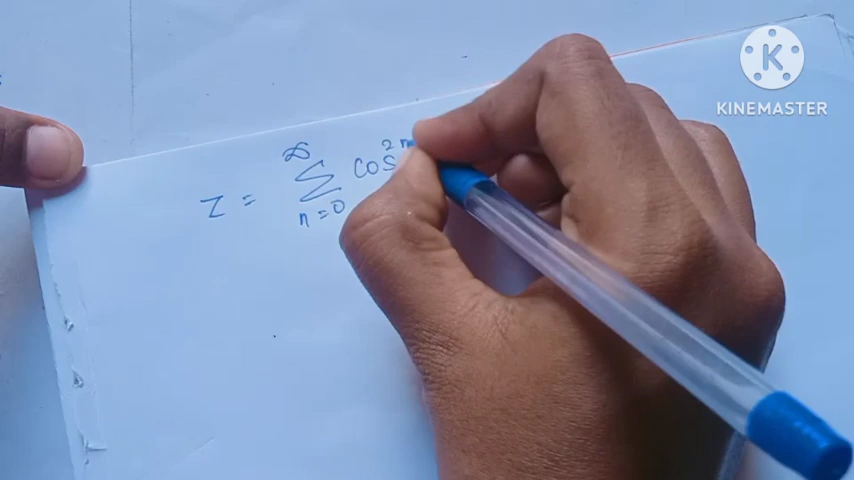 K
KINEMASTER
z = ∞ ∑ n=0 cos²ⁿ